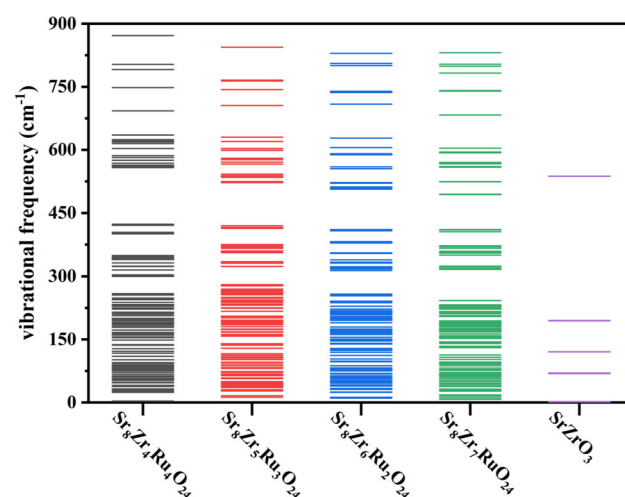 900
750
600
450
300
150
0
vibrational frequency (cm⁻¹)
Sr₈Zr₄Ru₄O₂₄
Sr₈Zr₅Ru₃O₂₄
Sr₈Zr₆Ru₂O₂₄
Sr₈Zr₇RuO₂₄
SrZrO₃